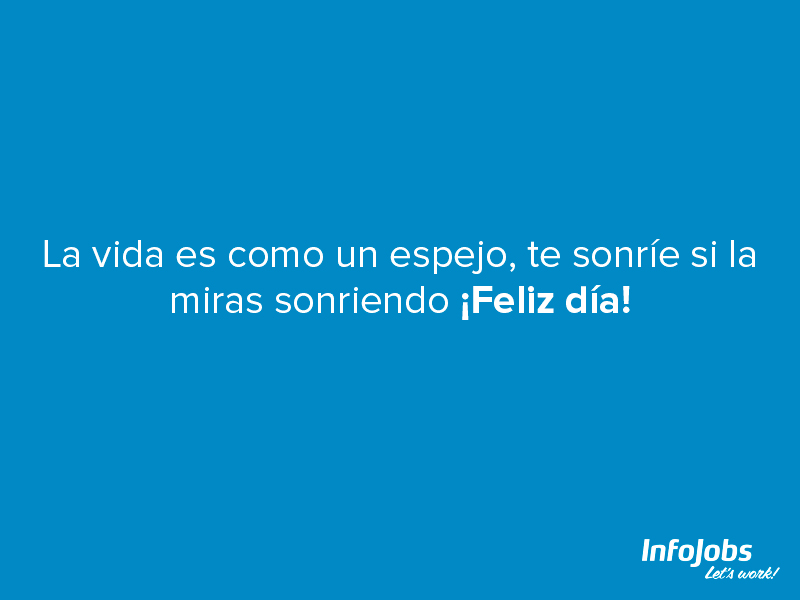 La vida es como un espejo, te sonríe si la
miras sonriendo ¡Feliz día!
InfoJobs
Let's work!